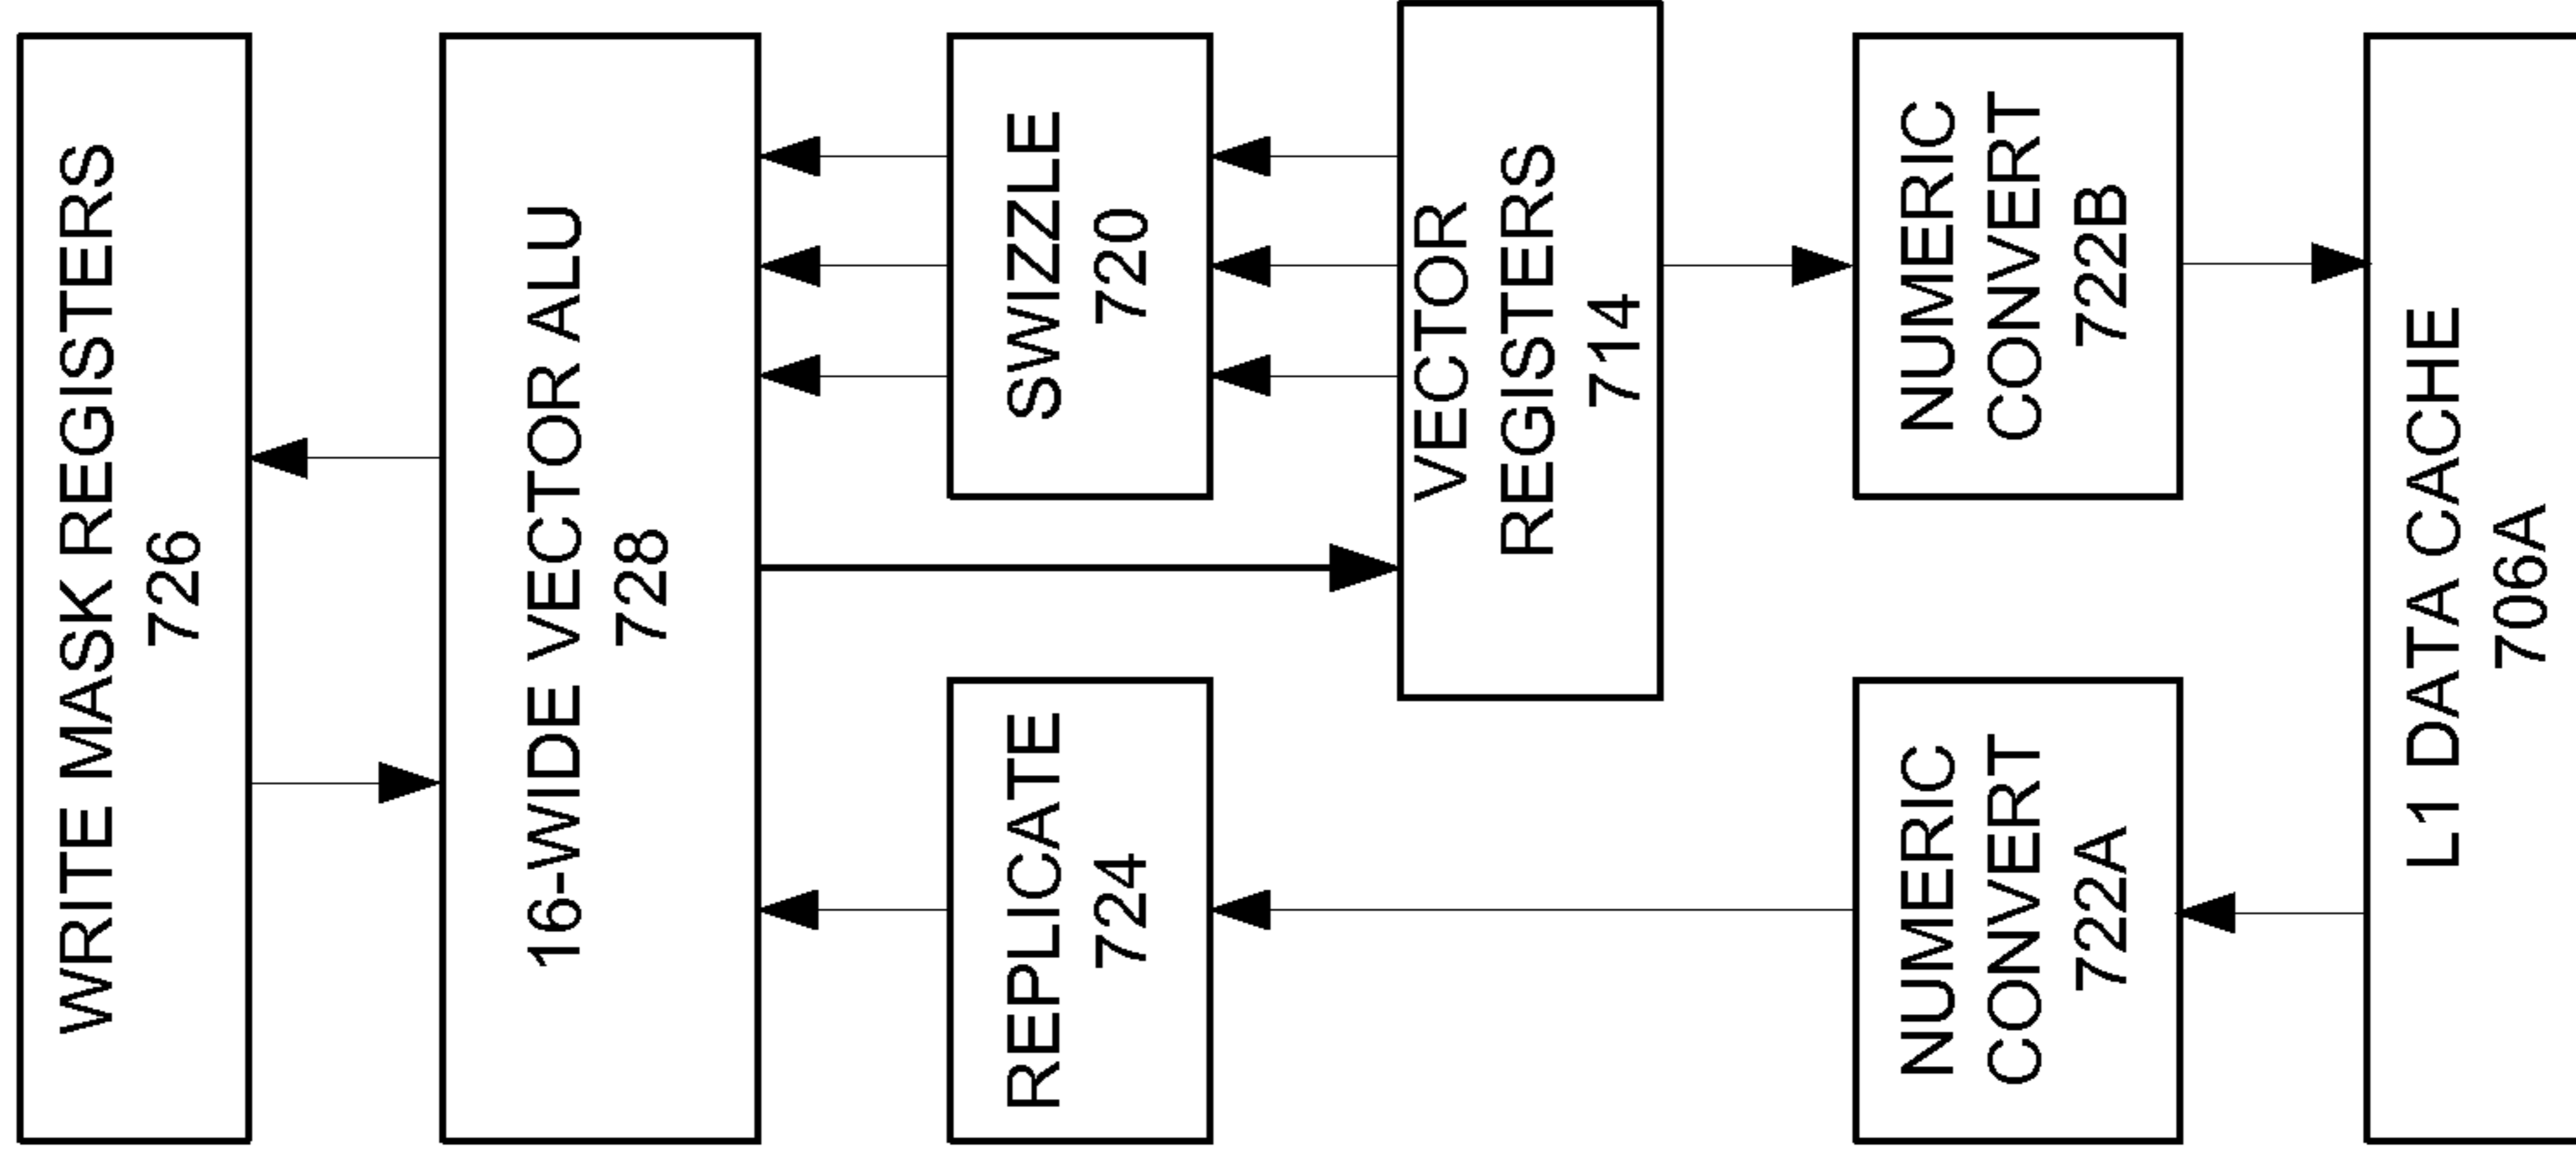 WRITE MASK REGISTERS
726
16-WIDE VECTOR ALU
728
REPLICATE
724
SWIZZLE
720
VECTOR
REGISTERS
714
NUMERIC
CONVERT
722A
NUMERIC
CONVERT
722B
L1 DATA CACHE
706A